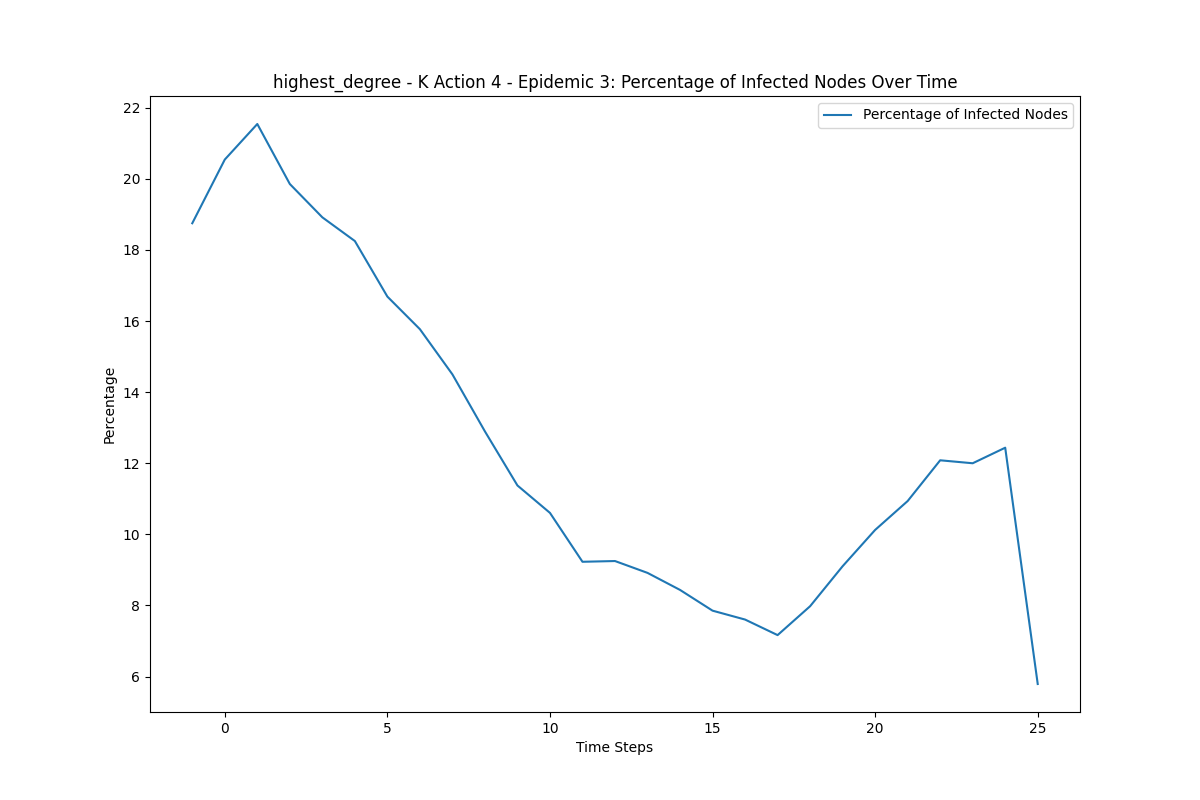 highest_degree - K Action 4 - Epidemic 3: Percentage of Infected Nodes Over Time
Percentage of Infected Nodes
22
20
18
16
14
12
10
8
6
Percentage
0 5 10 15 20 25
Time Steps